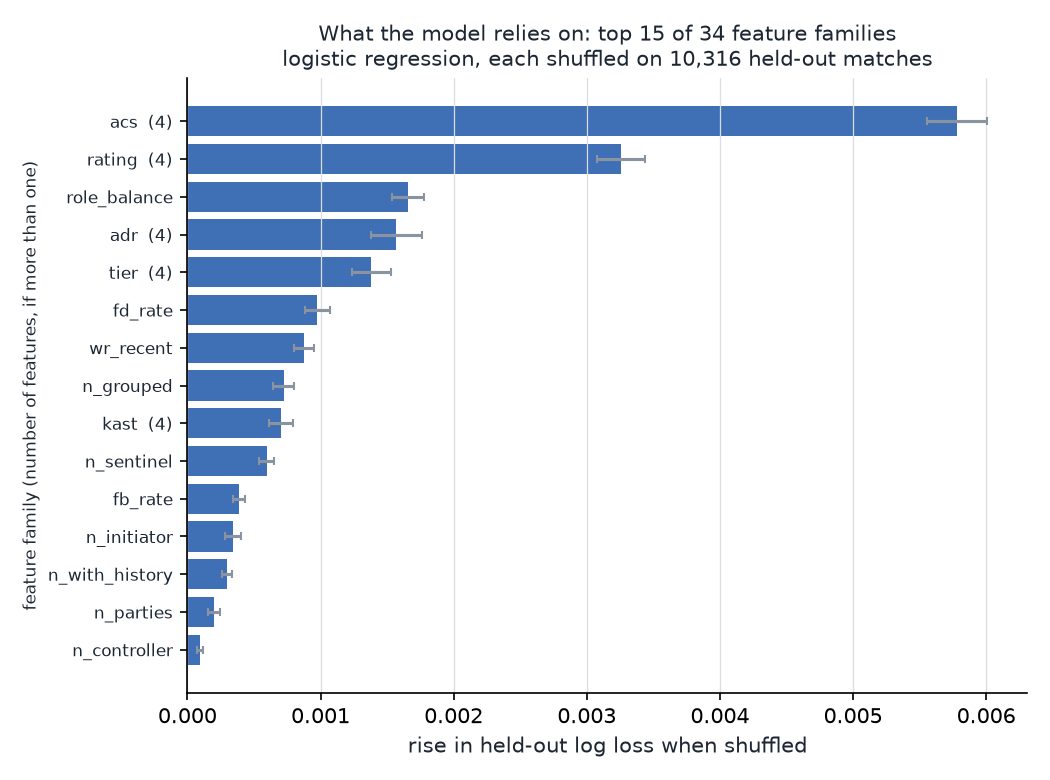 What the model relies on: top 15 of 34 feature families
logistic regression, each shuffled on 10,316 held-out matches
feature family (number of features, if more than one)
acs (4)
rating (4)
role_balance
adr (4)
tier (4)
fd_rate
wr_recent
n_grouped
kast (4)
n_sentinel
fb_rate
n_initiator
n_with_history
n_parties
n_controller
0.000 0.001 0.002 0.003 0.004 0.005 0.006
rise in held-out log loss when shuffled